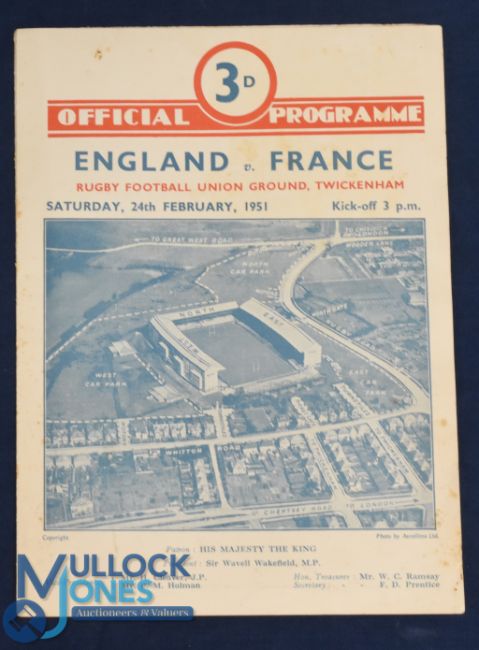 3D
OFFICIAL PROGRAMME
ENGLAND v. FRANCE
RUGBY FOOTBALL UNION GROUND, TWICKENHAM
SATURDAY, 24th FEBRUARY, 1951 Kick-off 3 p.m.
TO GREAT WEST ROAD
NORTH CAR PARK
NORTH
EAST
WEST CAR PARK
EAST CAR PARK
WHITTON ROAD
CHERTSEY ROAD TO LONDON
Copyright Photo by Aerofilms Ltd.
Patron : HIS MAJESTY THE KING
Sir Wavell Wakefield, M.P.
J.P. Hon. Treasurer : Mr. W. C. Ramsay
M. Holman Secretary : F. D. Prentice
MULLOCK JONES
Auctioneers & Valuers